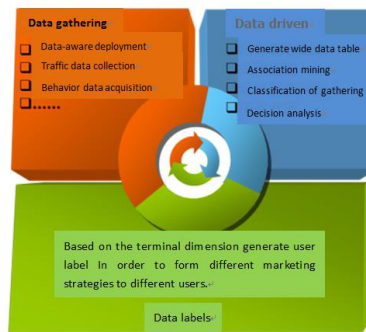 Data gathering
❑ Data-aware deployment
❑ Traffic data collection
❑ Behavior data acquisition
❑ ......
Data driven
❑ Generate wide data table
❑ Association mining
❑ Classification of gathering
❑ Decision analysis
Based on the terminal dimension generate user
label In order to form different marketing
strategies to different users.
Data labels